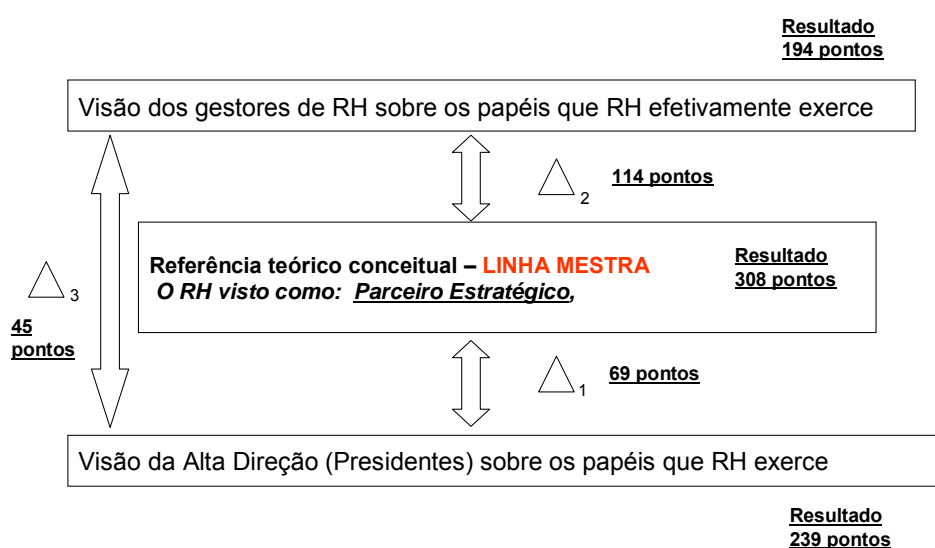 Resultado
194 pontos
Visão dos gestores de RH sobre os papéis que RH efetivamente exerce
2
114 pontos
Referência teórico conceitual – LINHA MESTRA
O RH visto como: Parceiro Estratégico,
Resultado
308 pontos
3
45
pontos
1
69 pontos
Visão da Alta Direção (Presidentes) sobre os papéis que RH exerce
Resultado
239 pontos